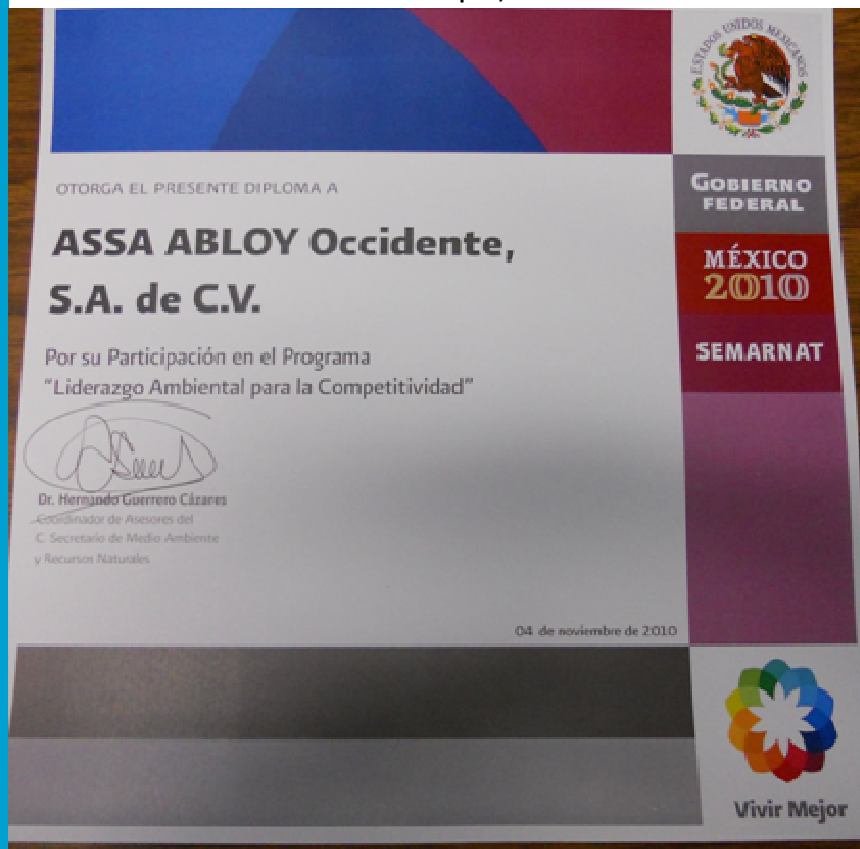 ESTADOS UNIDOS MEXICANOS
OTORGA EL PRESENTE DIPLOMA A
GOBIERNO
FEDERAL
ASSA ABLOY Occidente,
S.A. de C.V.
MÉXICO
2010
SEMARNAT
Por su Participación en el Programa
"Liderazgo Ambiental para la Competitividad"
Dr. Hernando Guerrero Cázares
Coordinador de Asesores del
C. Secretario de Medio Ambiente
y Recursos Naturales
04 de noviembre de 2010
Vivir Mejor